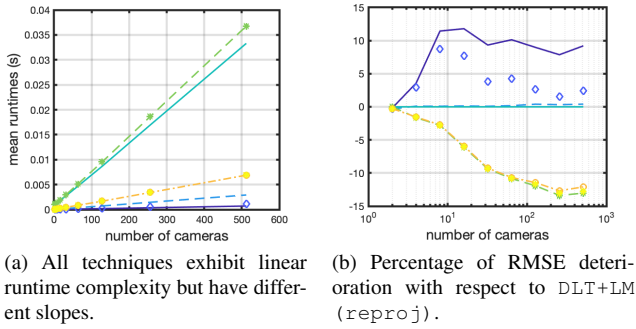 0.04
0.035
0.03
0.025
0.02
0.015
0.01
0.005
0
mean runtimes (s)
0 100 200 300 400 500 600
number of cameras
15
10
5
0
-5
-10
-15
10^0 10^1 10^2 10^3
number of cameras
(a) All techniques exhibit linear
runtime complexity but have differ-
ent slopes.
(b) Percentage of RMSE deteri-
oration with respect to DLT+LM
(reproj).